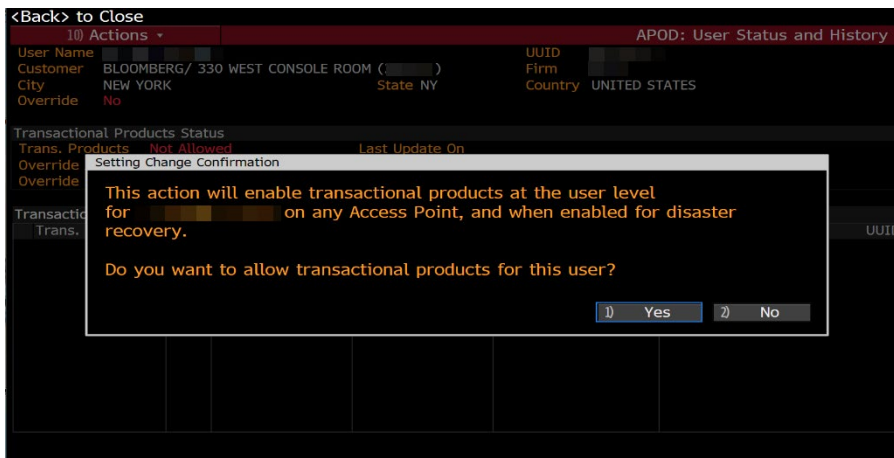 <Back> to Close
10) Actions APOD: User Status and History
User Name UUID
Customer BLOOMBERG/ 330 WEST CONSOLE ROOM ( ) Firm
City NEW YORK State NY Country UNITED STATES
Override No
Transactional Products Status
Trans. Products Not Allowed Last Update On
Override
Override
Setting Change Confirmation
This action will enable transactional products at the user level
for on any Access Point, and when enabled for disaster
recovery.
Do you want to allow transactional products for this user?
1) Yes 2) No
Transactio
Trans. UUI